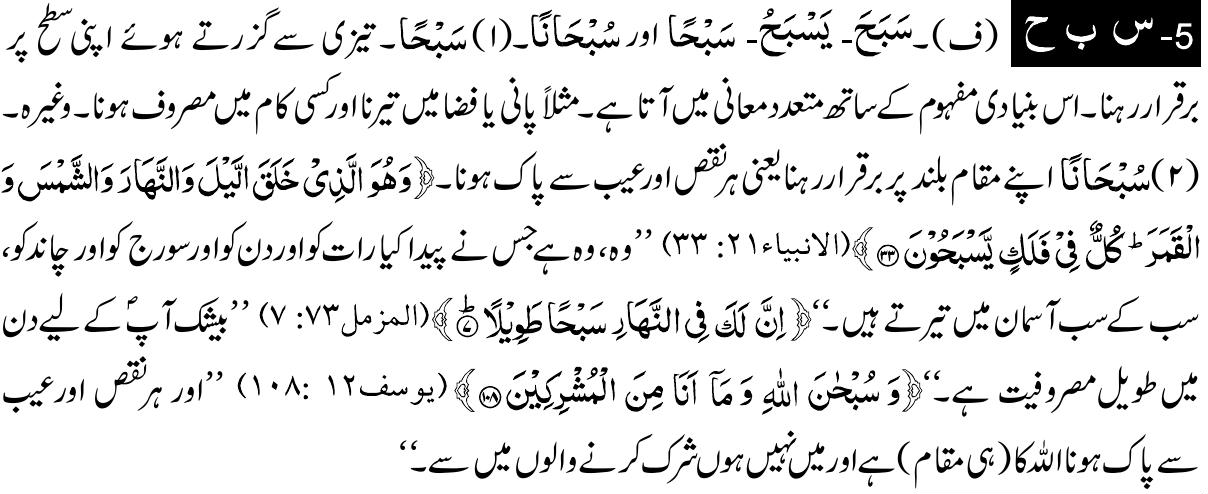 5- س ب ح (ف)۔ سَبَحَ۔ یَسْبَحُ۔ سَبْحًا اور سُبْحَانًا۔ (۱) سَبْحًا۔ تیزی سے گزرتے ہوئے اپنی سطح پر
برقرار رہنا۔ اس بنیادی مفہوم کے ساتھ متعدد معانی میں آتا ہے۔ مثلاً پانی یا فضا میں تیرنا اور کسی کام میں مصروف ہونا۔ وغیرہ۔
(۲) سُبْحَانًا اپنے مقام بلند پر برقرار رہنا یعنی ہر نقص اور عیب سے پاک ہونا۔ ﴿وَهُوَ الَّذِیْ خَلَقَ الَّیْلَ وَالنَّهَارَ وَالشَّمْسَ وَ
الْقَمَرَ ؕ كُلٌّ فِیْ فَلَكٍ یَّسْبَحُوْنَ ۳۳﴾ (الانبیاء ۲۱: ۳۳) ’’وہ، وہ ہے جس نے پیدا کیا رات کو اور دن کو اور سورج کو اور چاند کو،
سب کے سب آسمان میں تیرتے ہیں۔‘‘ ﴿اِنَّ لَكَ فِی النَّهَارِ سَبْحًا طَوِیْلًا ؕ۷﴾ (المزمل ۷۳: ۷) ’’بیشک آپؐ کے لیے دن
میں طویل مصروفیت ہے۔‘‘ ﴿وَ سُبْحٰنَ اللّٰهِ وَ مَاۤ اَنَا مِنَ الْمُشْرِكِیْنَ ۱۰۸﴾ (یوسف ۱۲ :۱۰۸) ’’اور ہر نقص اور عیب
سے پاک ہونا اللہ کا (ہی مقام) ہے اور میں نہیں ہوں شرک کرنے والوں میں سے۔‘‘